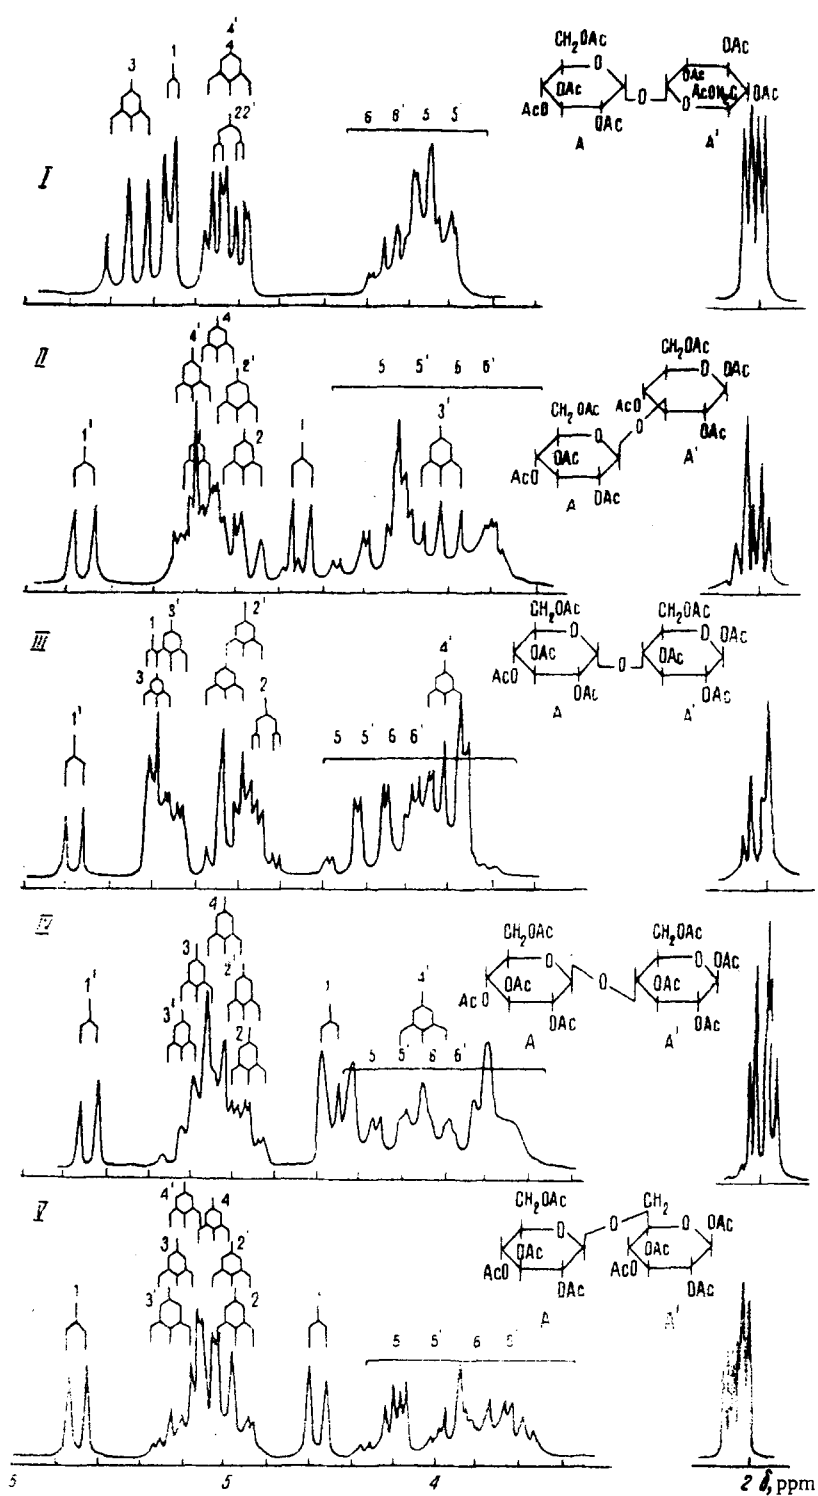 4'
3 1 4
CH₂OAc OAc
O OAc
OAc AcOH₂C OAc
AcO OAc O O
22'
6 6' 5 5'
A A'
I
II
4' 4
2'
1' 2 1
5 5' 6 6'
3'
CH₂OAc
O OAc
CH₂OAc AcO
O O OAc
OAc A'
AcO OAc
A
III
1 3' 2'
3
1' 2
4'
5 5' 6 6'
CH₂OAc CH₂OAc
O O OAc
OAc OAc
AcO O
OAc OAc
A A'
IV
4
3 2'
1' 3' 2 1
4'
5 5' 6 6'
CH₂OAc CH₂OAc
O O OAc
OAc O OAc
AcO
OAc OAc
A A'
V
4' 4
3 2'
1 3' 2
5 5' 6
CH₂OAc CH₂
O O O OAc
OAc OAc
AcO AcO
OAc OAc
A A'
5 5 4 2 δ, ppm